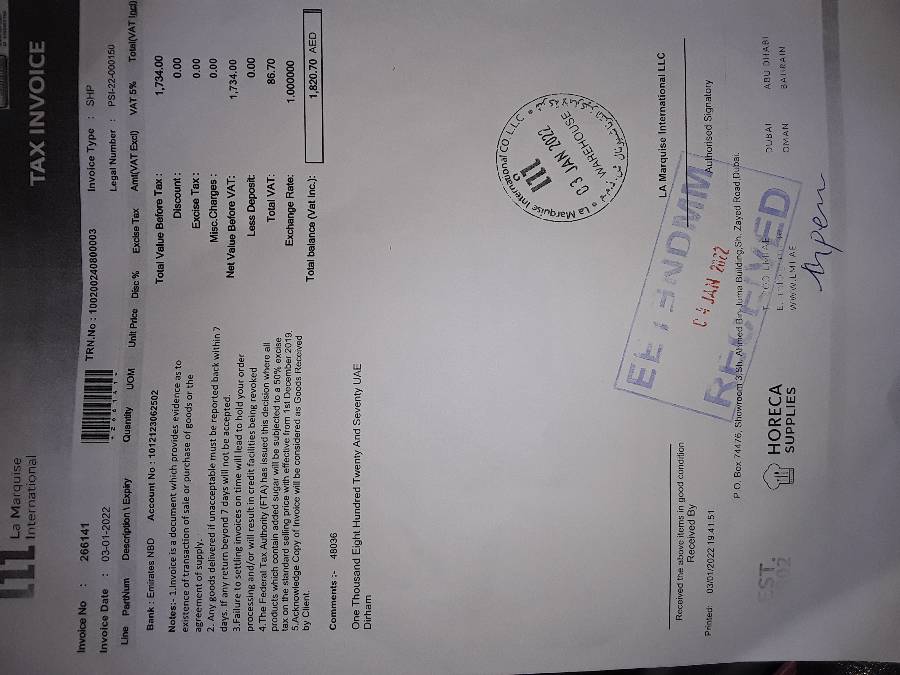 La Marquise
International
TAX INVOICE
Invoice No : 266141
TRN.No : 100200240800003
Invoice Type : SHP
Invoice Date : 03-01-2022
*266141*
Legal Number : PSI-22-000150
Line PartNum Description \ Expiry Quantity UOM Unit Price Disc % Excise Tax Amt(VAT Excl) VAT 5% Total(VAT Incl)
Bank : Emirates NBD Account No : 1012123062502
Notes:- 1.Invoice is a document which provides evidence as to
existence of transaction of sale or purchase of goods or the
agreement of supply.
2. Any goods delivered if unacceptable must be reported back within 7
days. If any return beyond 7 days will not be accepted.
3.Failure to settling invoices on time will lead to hold your order
processing and/or will result in credit facilities being revoked
4.The Federal Tax Authority (FTA) has issued this decision where all
products which contain added sugar will be subjected to a 50% excise
tax on the standard selling price with effective from 1st December 2019.
5.Acknowledge Copy of Invoice will be considered as Goods Received
by Client.
Total Value Before Tax : 1,734.00
Discount : 0.00
Excise Tax : 0.00
Misc.Charges : 0.00
Net Value Before VAT: 1,734.00
Less Deposit: 0.00
Total VAT: 86.70
Exchange Rate: 1.000000
Total balance (Vat Inc.): 1,820.70 AED
Comments :- 48036
One Thousand Eight Hundred Twenty And Seventy UAE
Dirham
La Marquise International CO L.L.C
03 JAN 2022
WAREHOUSE
LA Marquise International LLC
04 JAN 2022
RECEIVED
Received the above items in good condition
Received By
Authorised Signatory
Printed: 03/01/2022 19:41:51
P.O. Box 74476, Showroom 3,Sh. Ahmed Bin Juma Building,Sh. Zayed Road,Dubai.
EST.
HORECA
SUPPLIES
WWW.LMI.AE
DUBAI ABU DHABI
OMAN BAHRAIN